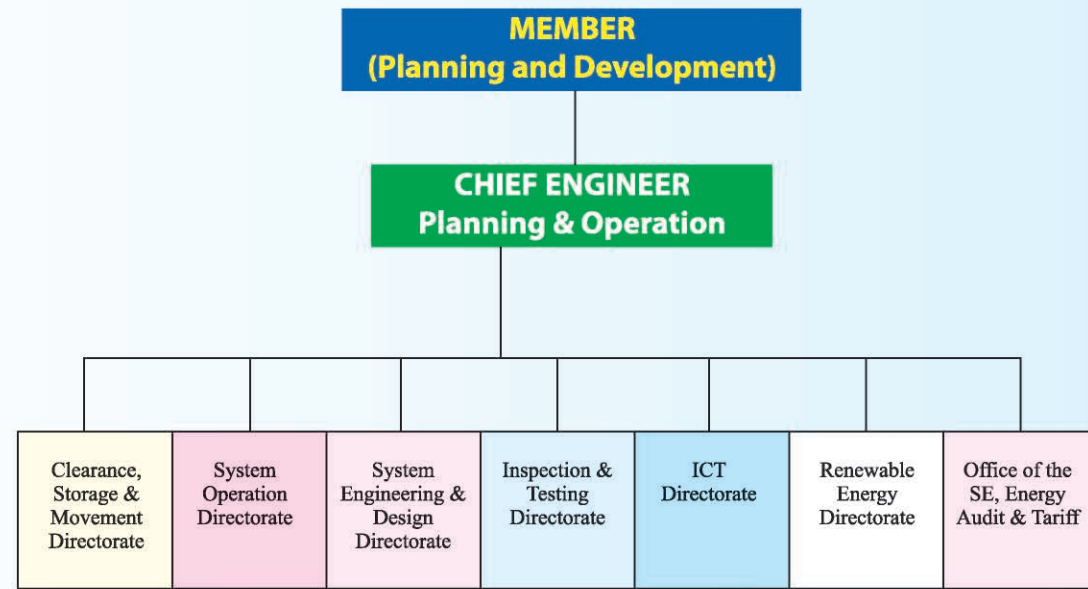 MEMBER
(Planning and Development)
CHIEF ENGINEER
Planning & Operation
Clearance,
Storage &
Movement
Directorate
System
Operation
Directorate
System
Engineering &
Design
Directorate
Inspection &
Testing
Directorate
ICT
Directorate
Renewable
Energy
Directorate
Office of the
SE, Energy
Audit & Tariff